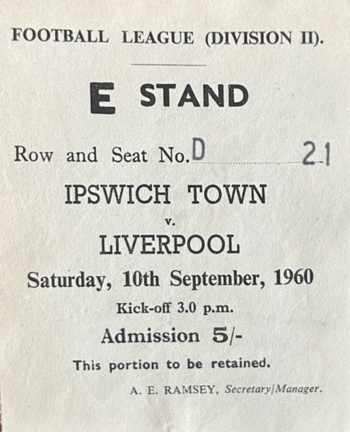 FOOTBALL LEAGUE (DIVISION II).
E STAND
Row and Seat No. D 21
IPSWICH TOWN
v.
LIVERPOOL
Saturday, 10th September, 1960
Kick-off 3.0 p.m.
Admission 5/-
This portion to be retained.
A. E. RAMSEY, Secretary/Manager.